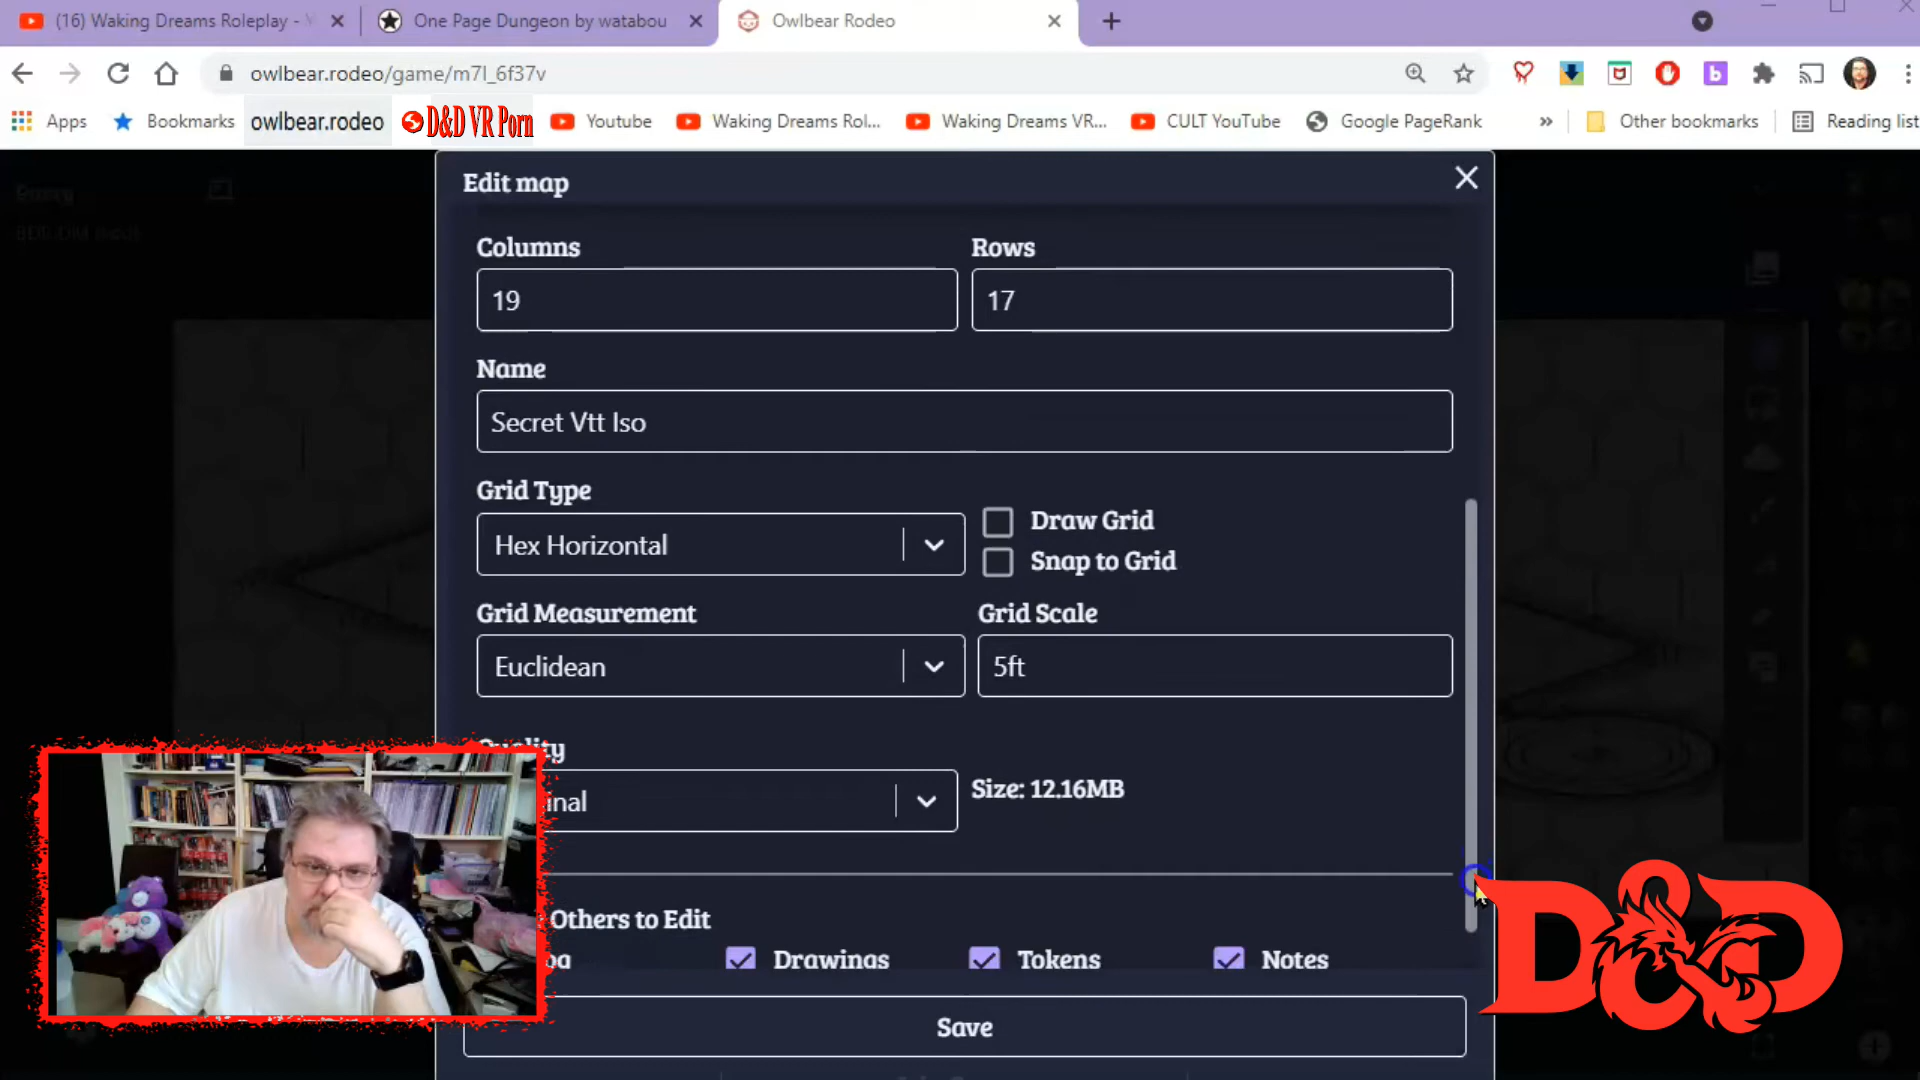 (16) Waking Dreams Roleplay -
One Page Dungeon by watabou
Owlbear Rodeo
owlbear.rodeo/game/m7l_6f37v
Apps
Bookmarks
owlbear.rodeo
D&D VR Porn
Youtube
Waking Dreams Rol...
Waking Dreams VR...
CULT YouTube
Google PageRank
»
Other bookmarks
Reading list
Edit map
Columns
Rows
19
17
Name
Secret Vtt Iso
Grid Type
Hex Horizontal
Draw Grid
Snap to Grid
Grid Measurement
Grid Scale
Euclidean
5ft
Quality
inal
Size: 12.16MB
Others to Edit
Drawings
Tokens
Notes
Save
D&D